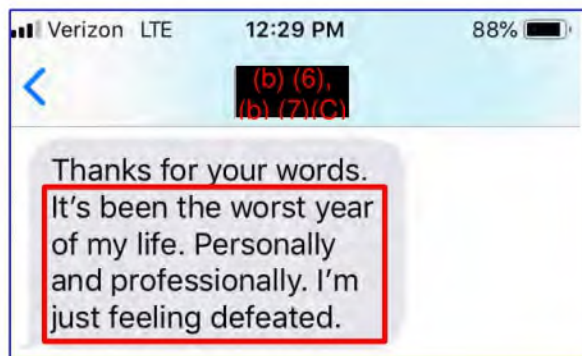 Verizon LTE 12:29 PM 88%
(b) (6),
(b) (7)(C)
Thanks for your words.
It's been the worst year
of my life. Personally
and professionally. I'm
just feeling defeated.